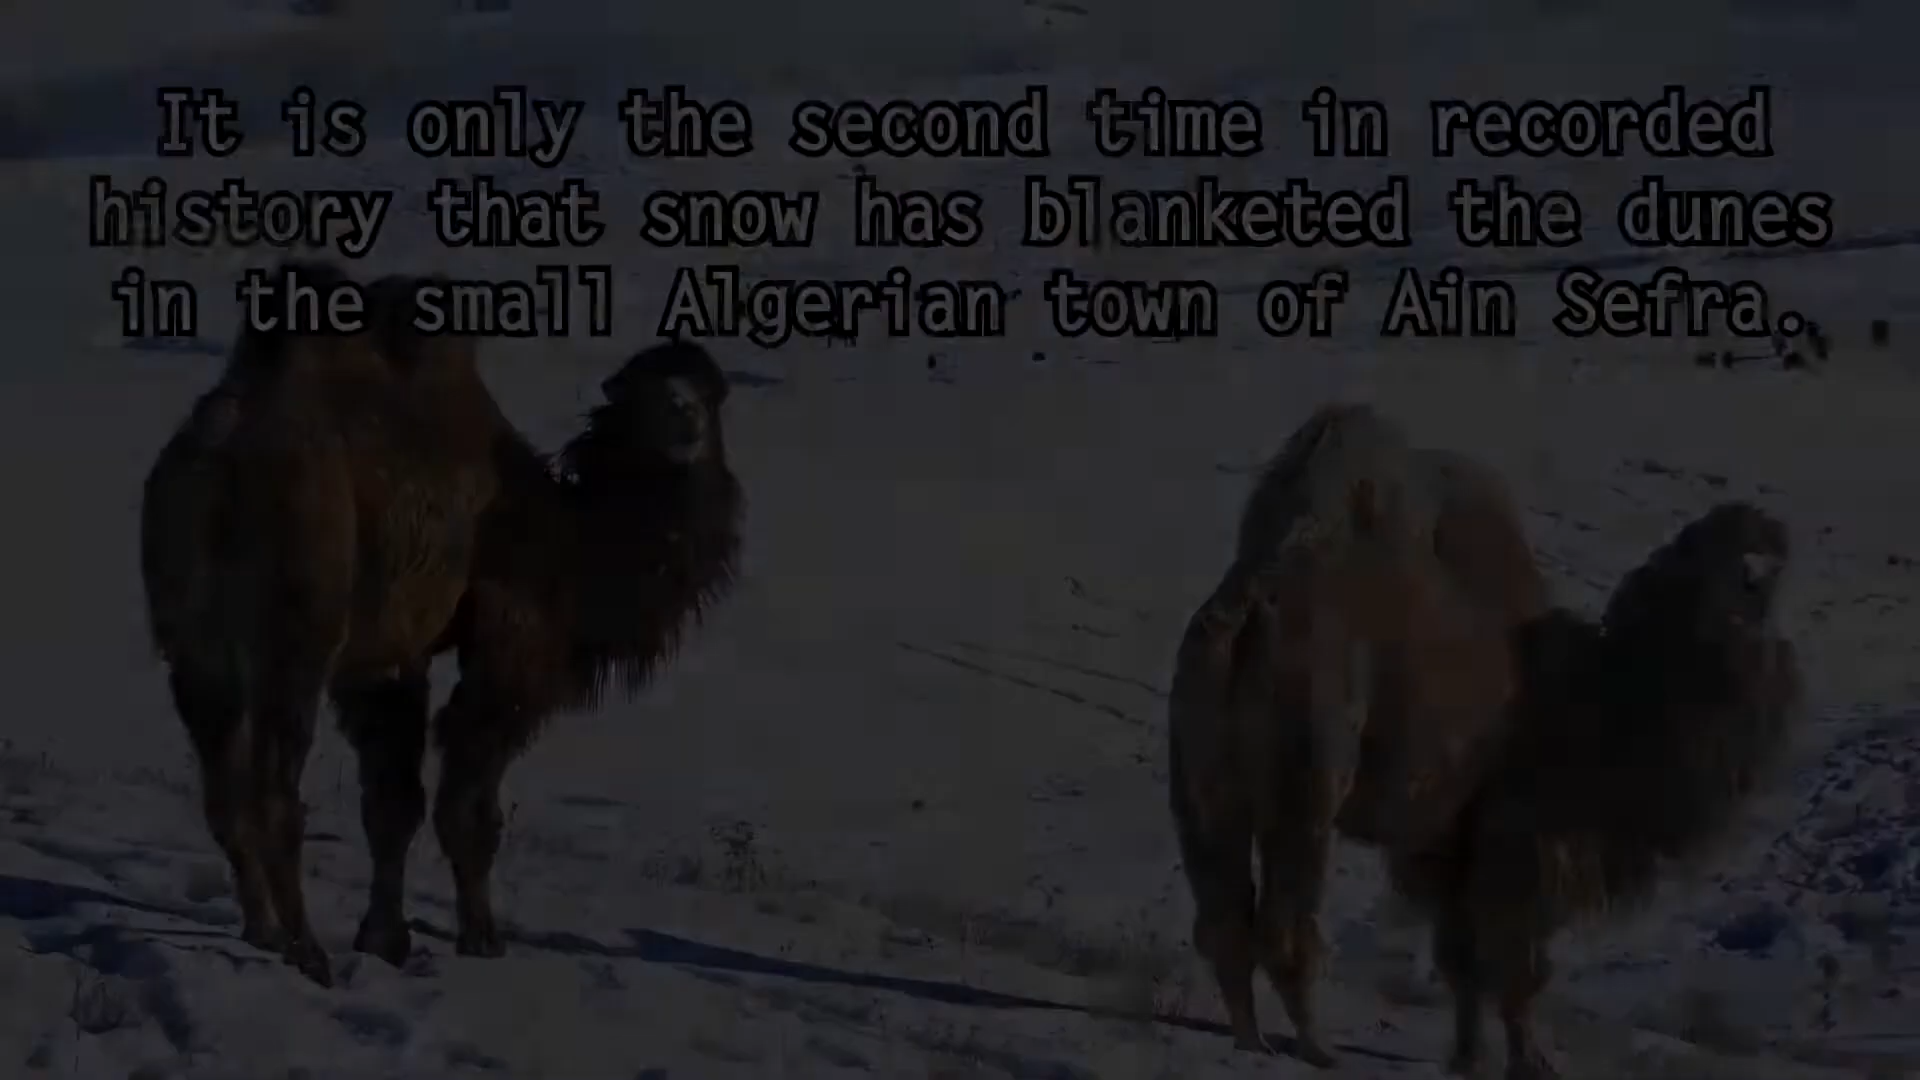 It is only the second time in recorded
history that snow has blanketed the dunes
in the small Algerian town of Ain Sefra.